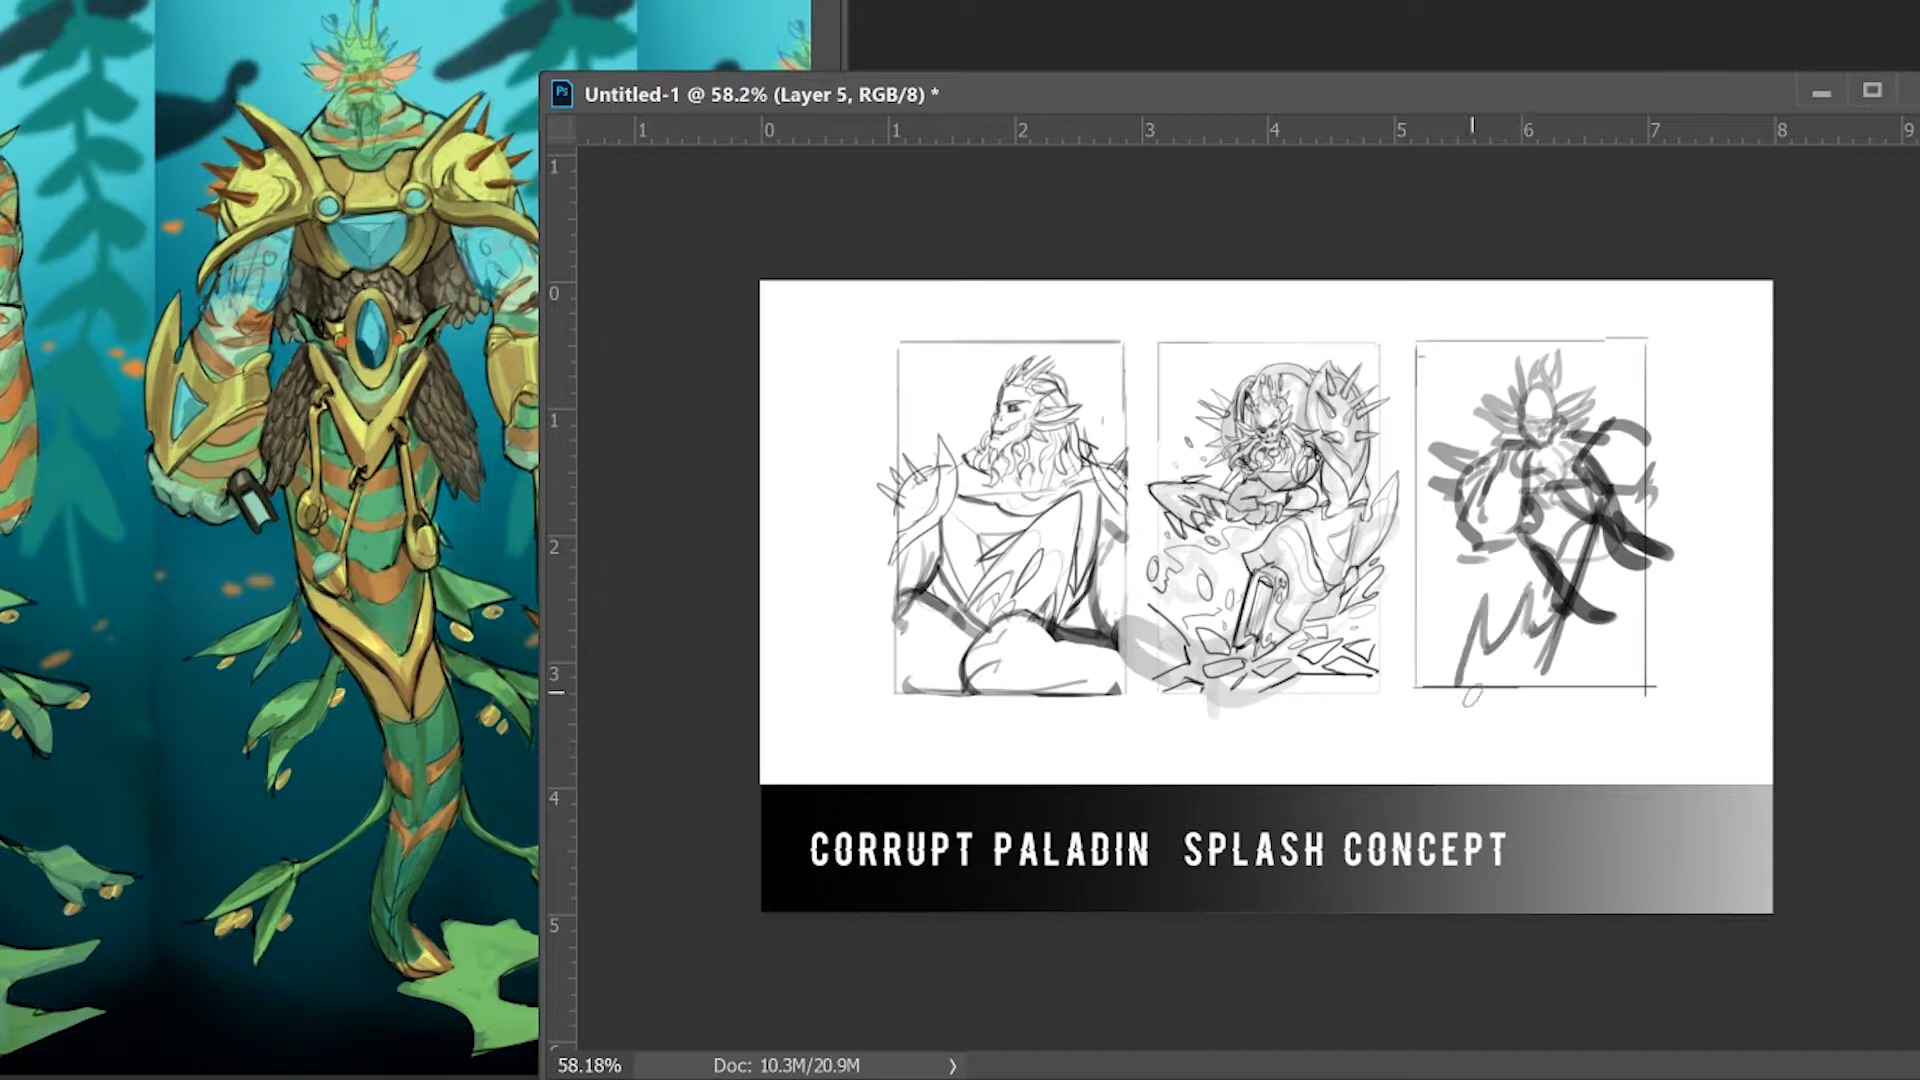 Ps
Untitled-1 @ 58.2% (Layer 5, RGB/8) *
1 0 1 2 3 4 5 6 7 8 9
1
0
1
2
3
4
5
CORRUPT PALADIN SPLASH CONCEPT
58.18% Doc: 10.3M/20.9M